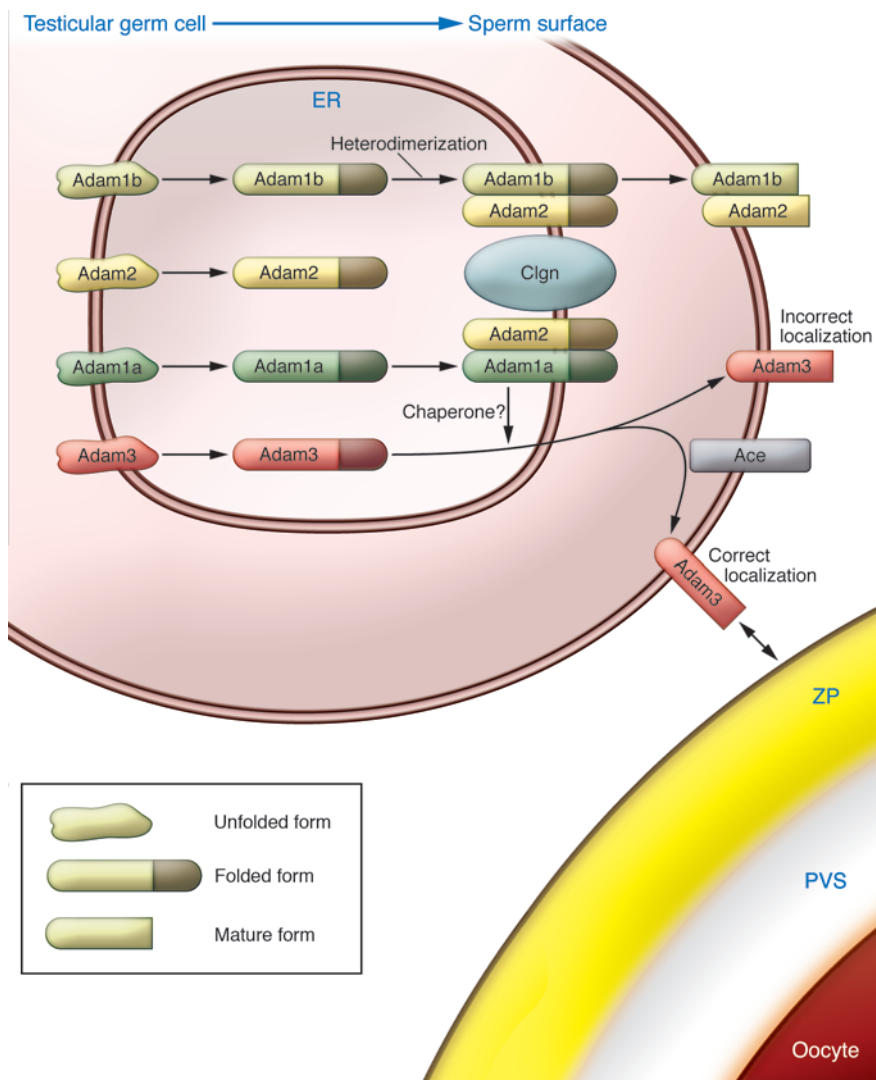 Testicular germ cell
Sperm surface
ER
Heterodimerization
Adam1b
Adam1b
Adam1b
Adam1b
Adam2
Adam2
Adam2
Adam2
Clgn
Incorrect
localization
Adam2
Adam1a
Adam1a
Adam1a
Adam3
Chaperone?
Adam3
Adam3
Ace
Correct
localization
Adam3
ZP
PVS
Oocyte
Unfolded form
Folded form
Mature form